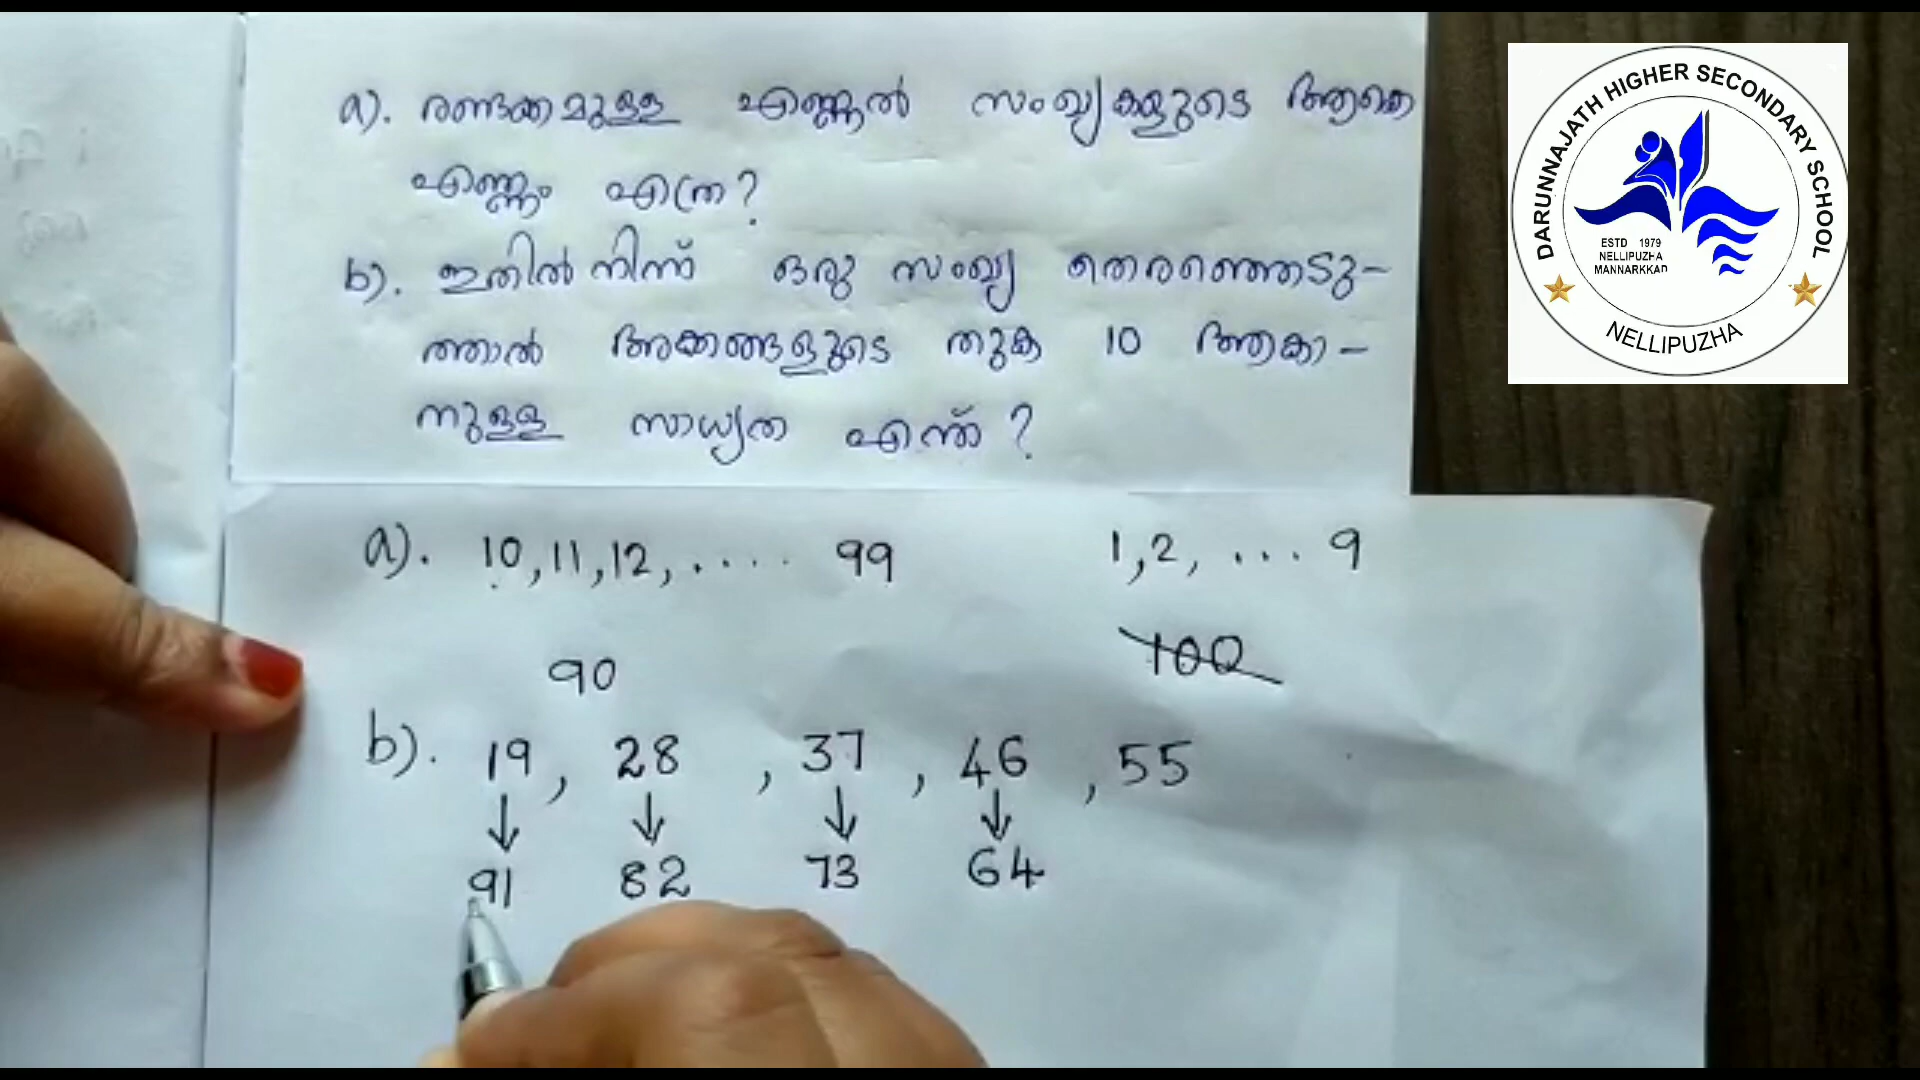 a). രണ്ടക്കമുള്ള എണ്ണൽ സംഖ്യകളുടെ ആകെ
എണ്ണം എത്ര?
b). ഇതിൽ നിന്ന് ഒരു സംഖ്യ തെരഞ്ഞെടു-
ത്താൽ അക്കങ്ങളുടെ തുക 10 ആകാ-
നുള്ള സാധ്യത എന്ത്?
a). 10, 11, 12, ..... 99 1, 2, ... 9
90 100
b). 19, 28, 37, 46, 55
↓ ↓ ↓ ↓
91 82 73 64
DARUNNAJATH HIGHER SECONDARY SCHOOL
ESTD 1979
NELLIPUZHA
MANNARKKAD
NELLIPUZHA